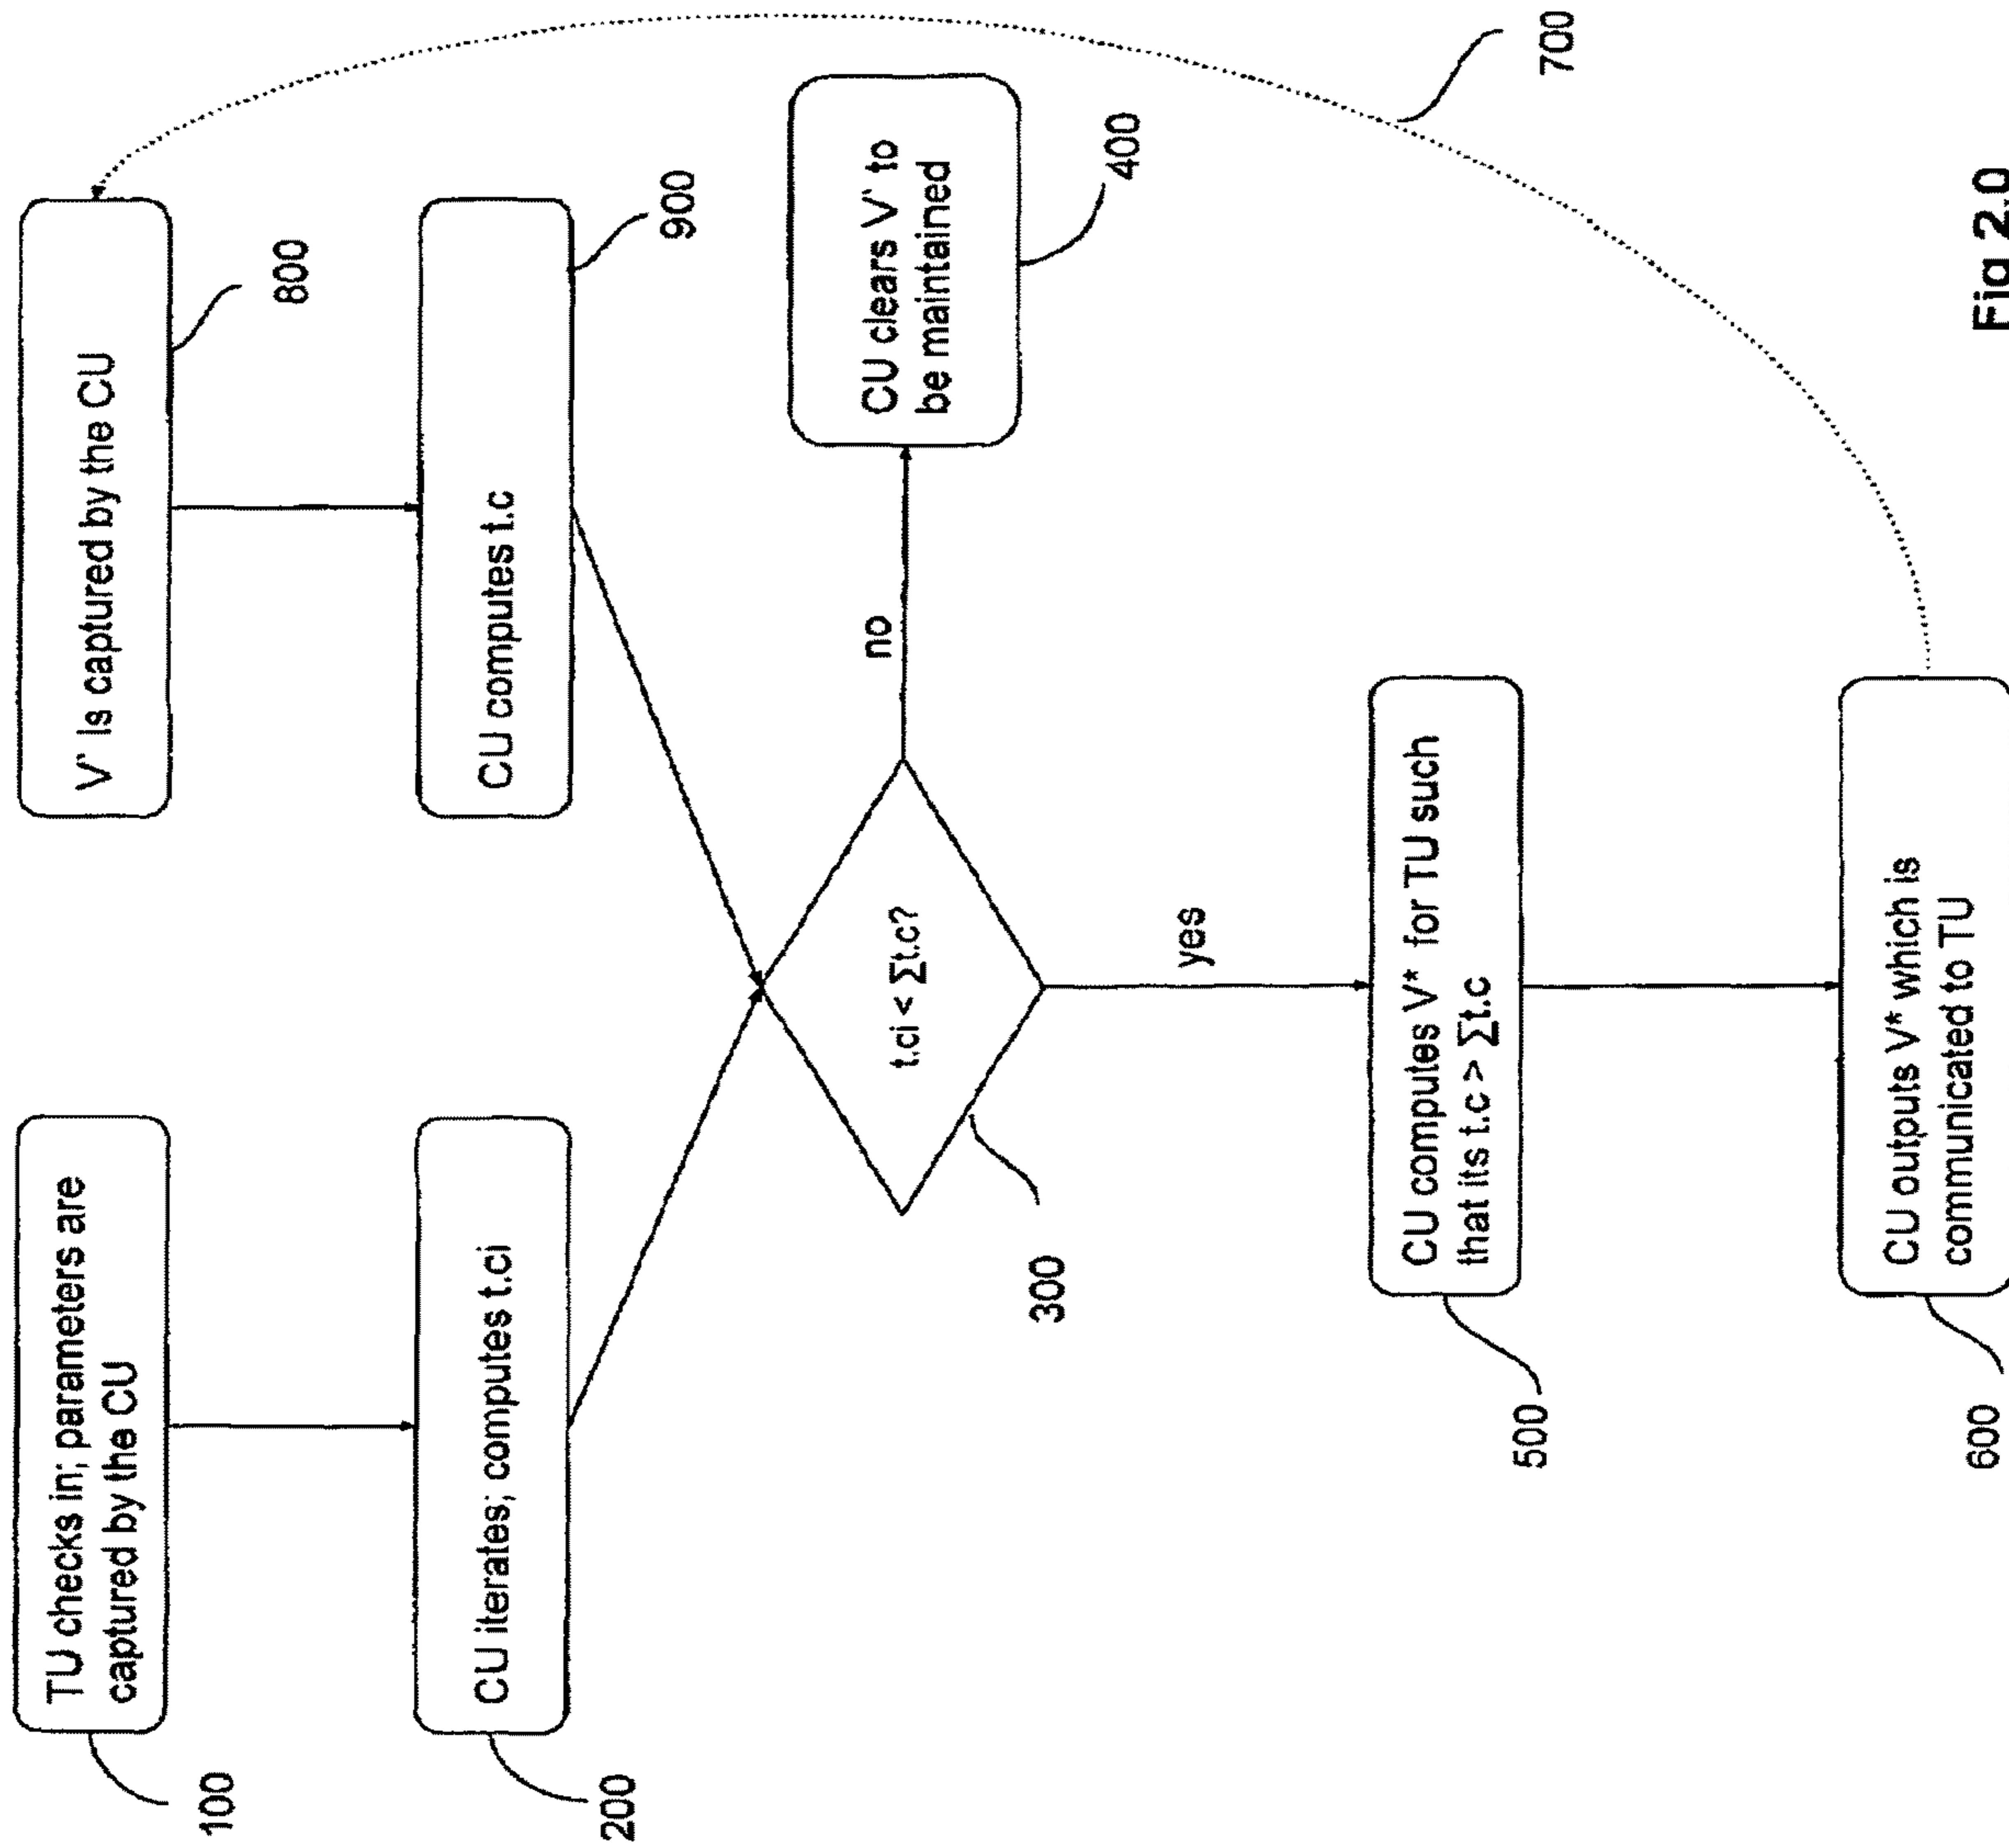 TU checks in; parameters are
captured by the CU
100
V' Is captured by the CU
800
CU iterates; computes t.ci
200
CU computes t.c
900
t.ci < Σt.c?
300
no
CU clears V' to
be maintained
400
yes
CU computes V* for TU such
that its t.c > Σt.c
500
CU outputs V* which is
communicated to TU
600
700
Fig 2.0